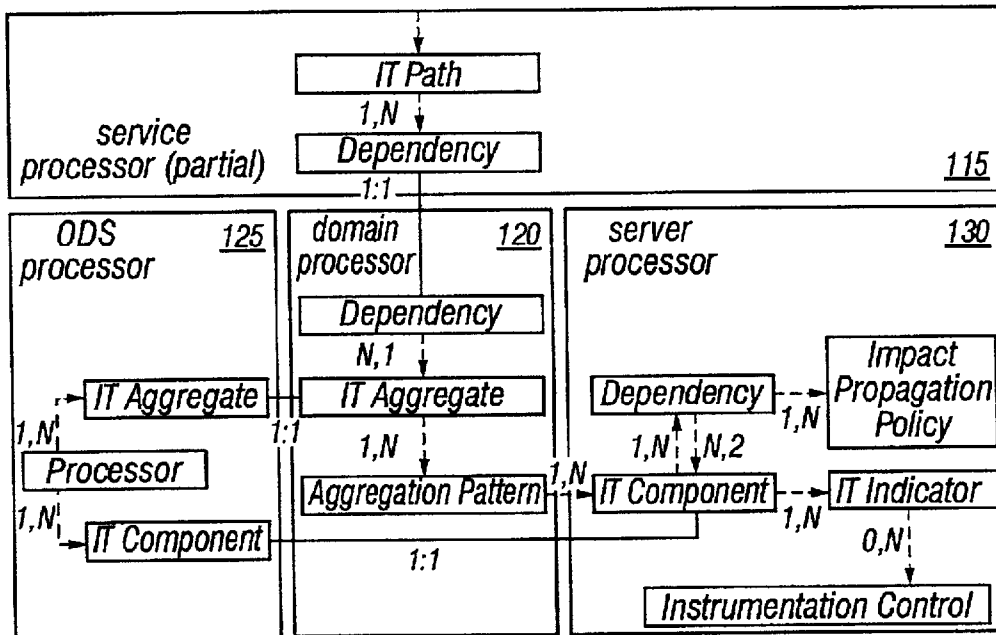 IT Path
1,N
service
processor (partial)
Dependency
115
1:1
ODS
processor
125
domain
processor
120
server
processor
130
Dependency
N,1
IT Aggregate
1:1
IT Aggregate
1,N
Processor
1,N
IT Component
1:1
1,N
Aggregation Pattern
1,N
Dependency
1,N
Impact
Propagation
Policy
1,N
N,2
IT Component
1,N
IT Indicator
0,N
Instrumentation Control